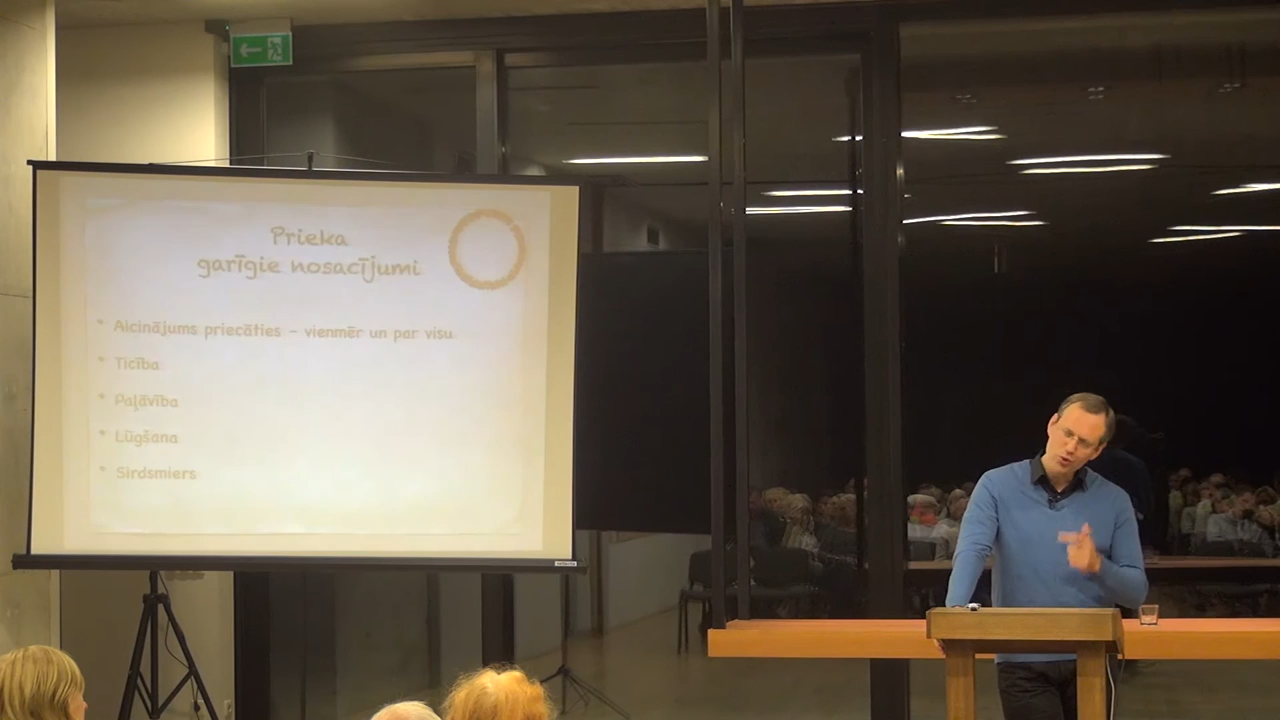 Prieka
garīgie nosacījumi
* Aicinājums priecāties – vienmēr un par visu
* Ticība
* Paļāvība
* Lūgšana
* Sirdsmiers